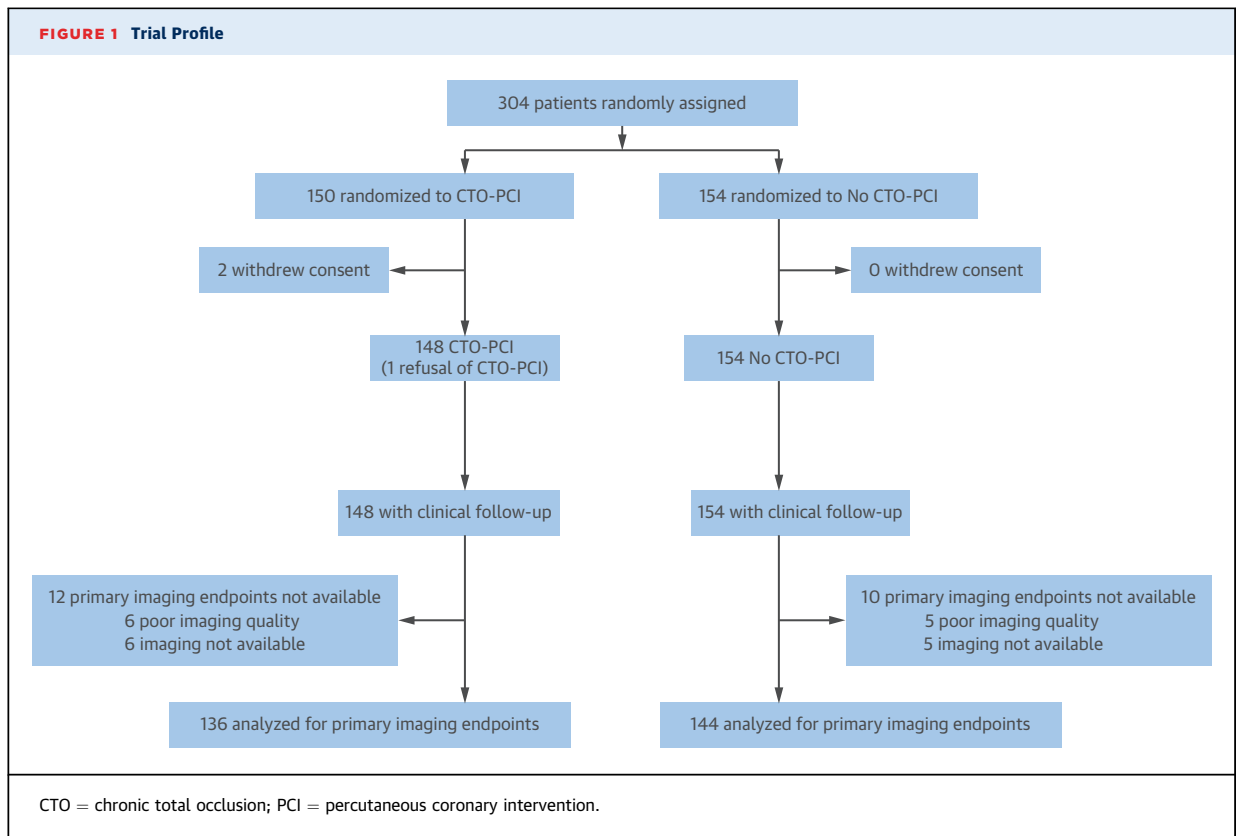 FIGURE 1 Trial Profile
304 patients randomly assigned
150 randomized to CTO-PCI
154 randomized to No CTO-PCI
2 withdrew consent
0 withdrew consent
148 CTO-PCI
(1 refusal of CTO-PCI)
154 No CTO-PCI
148 with clinical follow-up
154 with clinical follow-up
12 primary imaging endpoints not available
6 poor imaging quality
6 imaging not available
10 primary imaging endpoints not available
5 poor imaging quality
5 imaging not available
136 analyzed for primary imaging endpoints
144 analyzed for primary imaging endpoints
CTO = chronic total occlusion; PCI = percutaneous coronary intervention.